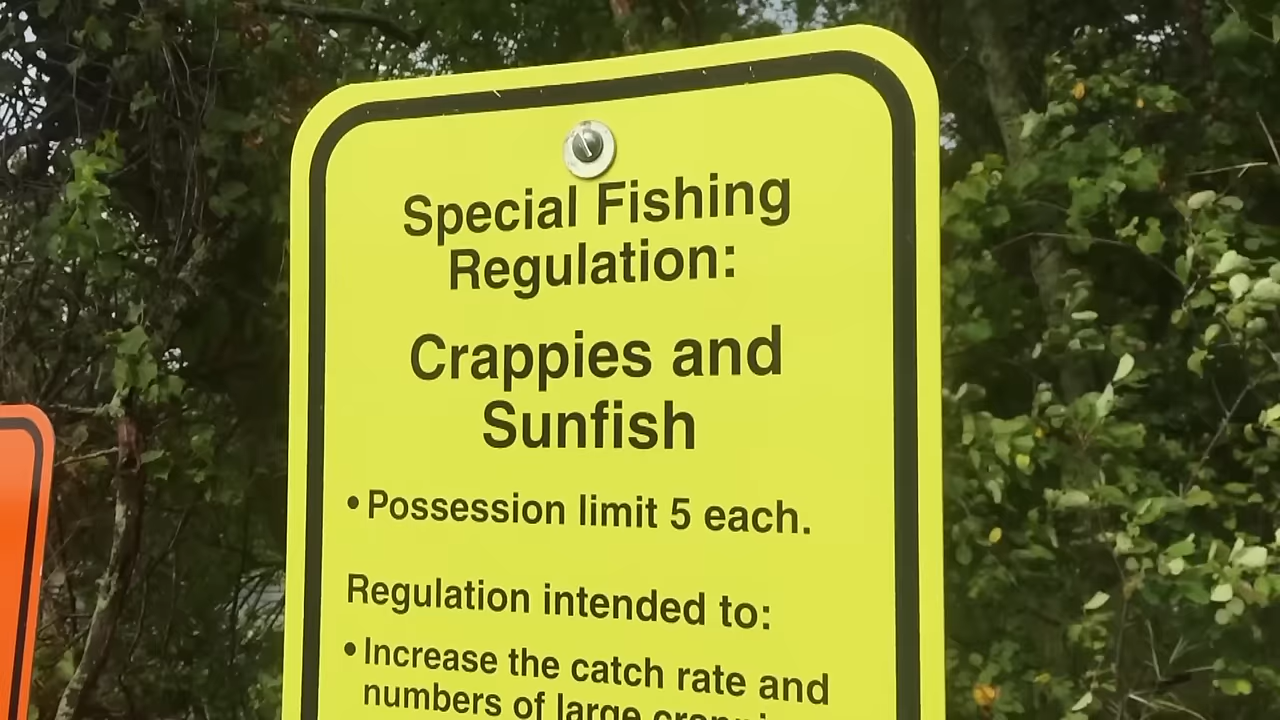 Special Fishing
Regulation:
Crappies and
Sunfish
• Possession limit 5 each.
Regulation intended to:
• Increase the catch rate and
numbers of large